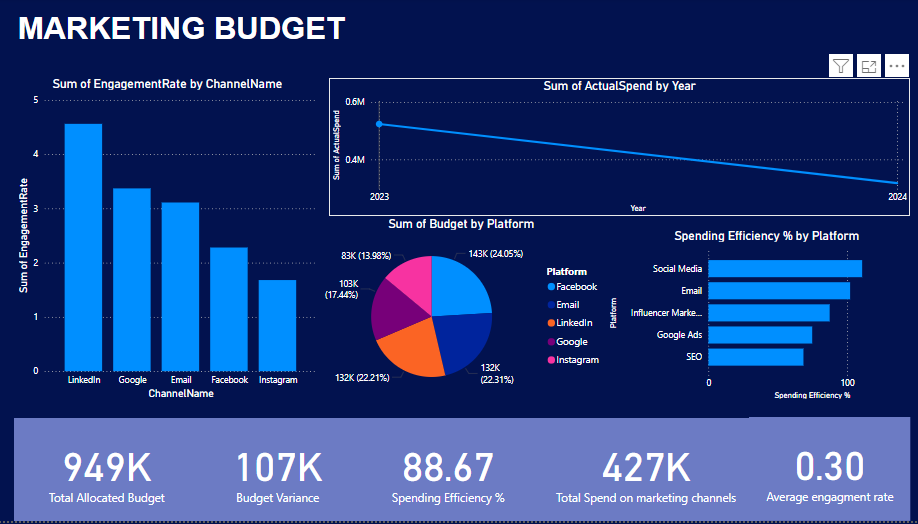 MARKETING BUDGET
Sum of EngagementRate by ChannelName
5
4
3
2
1
0
Sum of EngagementRate
LinkedIn
Google
Email
Facebook
Instagram
ChannelName
Sum of ActualSpend by Year
0.6M
0.4M
Sum of ActualSpend
2023
2024
Year
Sum of Budget by Platform
143K (24.05%)
132K
(22.31%)
132K (22.21%)
103K
(17.44%)
83K (13.98%)
Platform
Facebook
Email
LinkedIn
Google
Instagram
Spending Efficiency % by Platform
Platform
Social Media
Email
Influencer Marke...
Google Ads
SEO
0
100
Spending Efficiency %
949K
Total Allocated Budget
107K
Budget Variance
88.67
Spending Efficiency %
427K
Total Spend on marketing channels
0.30
Average engagment rate